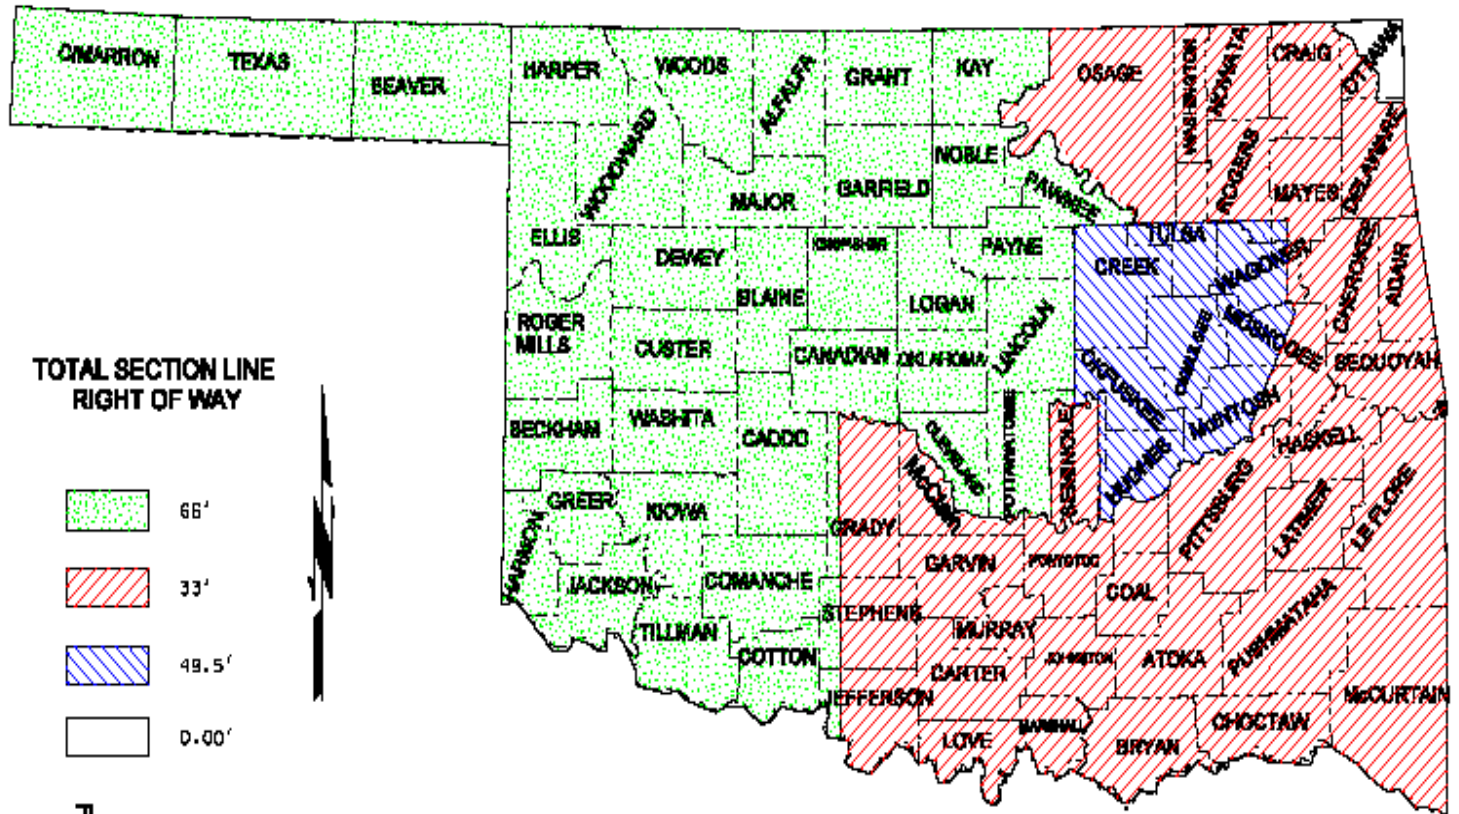 CIMARRON
TEXAS
BEAVER
HARPER
WOODS
ALFALFA
GRANT
KAY
OSAGE
WASHINGTON
NOWATA
CRAIG
OTTAWA
WOODWARD
MAJOR
GARFIELD
NOBLE
PAWNEE
ROGERS
MAYES
DELAWARE
ELLIS
DEWEY
BLAINE
KINGFISHER
LOGAN
PAYNE
CREEK
TULSA
WAGONER
CHEROKEE
ADAIR
ROGER
MILLS
CUSTER
CANADIAN
OKLAHOMA
LINCOLN
OKFUSKEE
OKMULGEE
MUSKOGEE
SEQUOYAH
TOTAL SECTION LINE
RIGHT OF WAY
BECKHAM
WASHITA
CADDO
CLEVELAND
POTTAWATOMIE
SEMINOLE
HUGHES
McINTOSH
HASKELL
66'
GREER
KIOWA
GRADY
McCLAIN
PITTSBURG
LATIMER
LE FLORE
HARMON
33'
JACKSON
COMANCHE
STEPHENS
GARVIN
PONTOTOC
COAL
TILLMAN
COTTON
MURRAY
JOHNSTON
ATOKA
PUSHMATAHA
49.5'
JEFFERSON
CARTER
McCURTAIN
0.00'
LOVE
MARSHALL
BRYAN
CHOCTAW